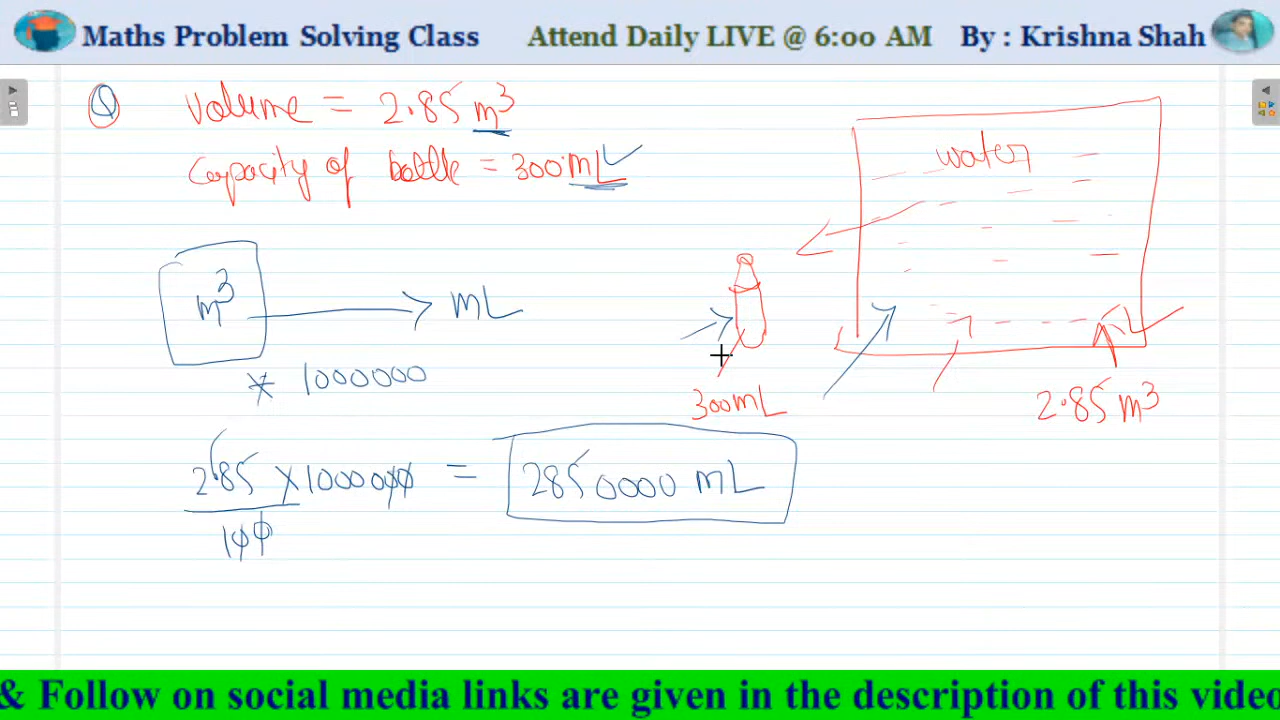 Maths Problem Solving Class Attend Daily LIVE @ 6:00 AM By : Krishna Shah
Q Volume = 2.85 m³
Capacity of bottle = 300 mL
water
m³ → mL
* 1000000
300mL
2.85 m³
2.85 × 1000000 = 2850000 mL
100
& Follow on social media links are given in the description of this video